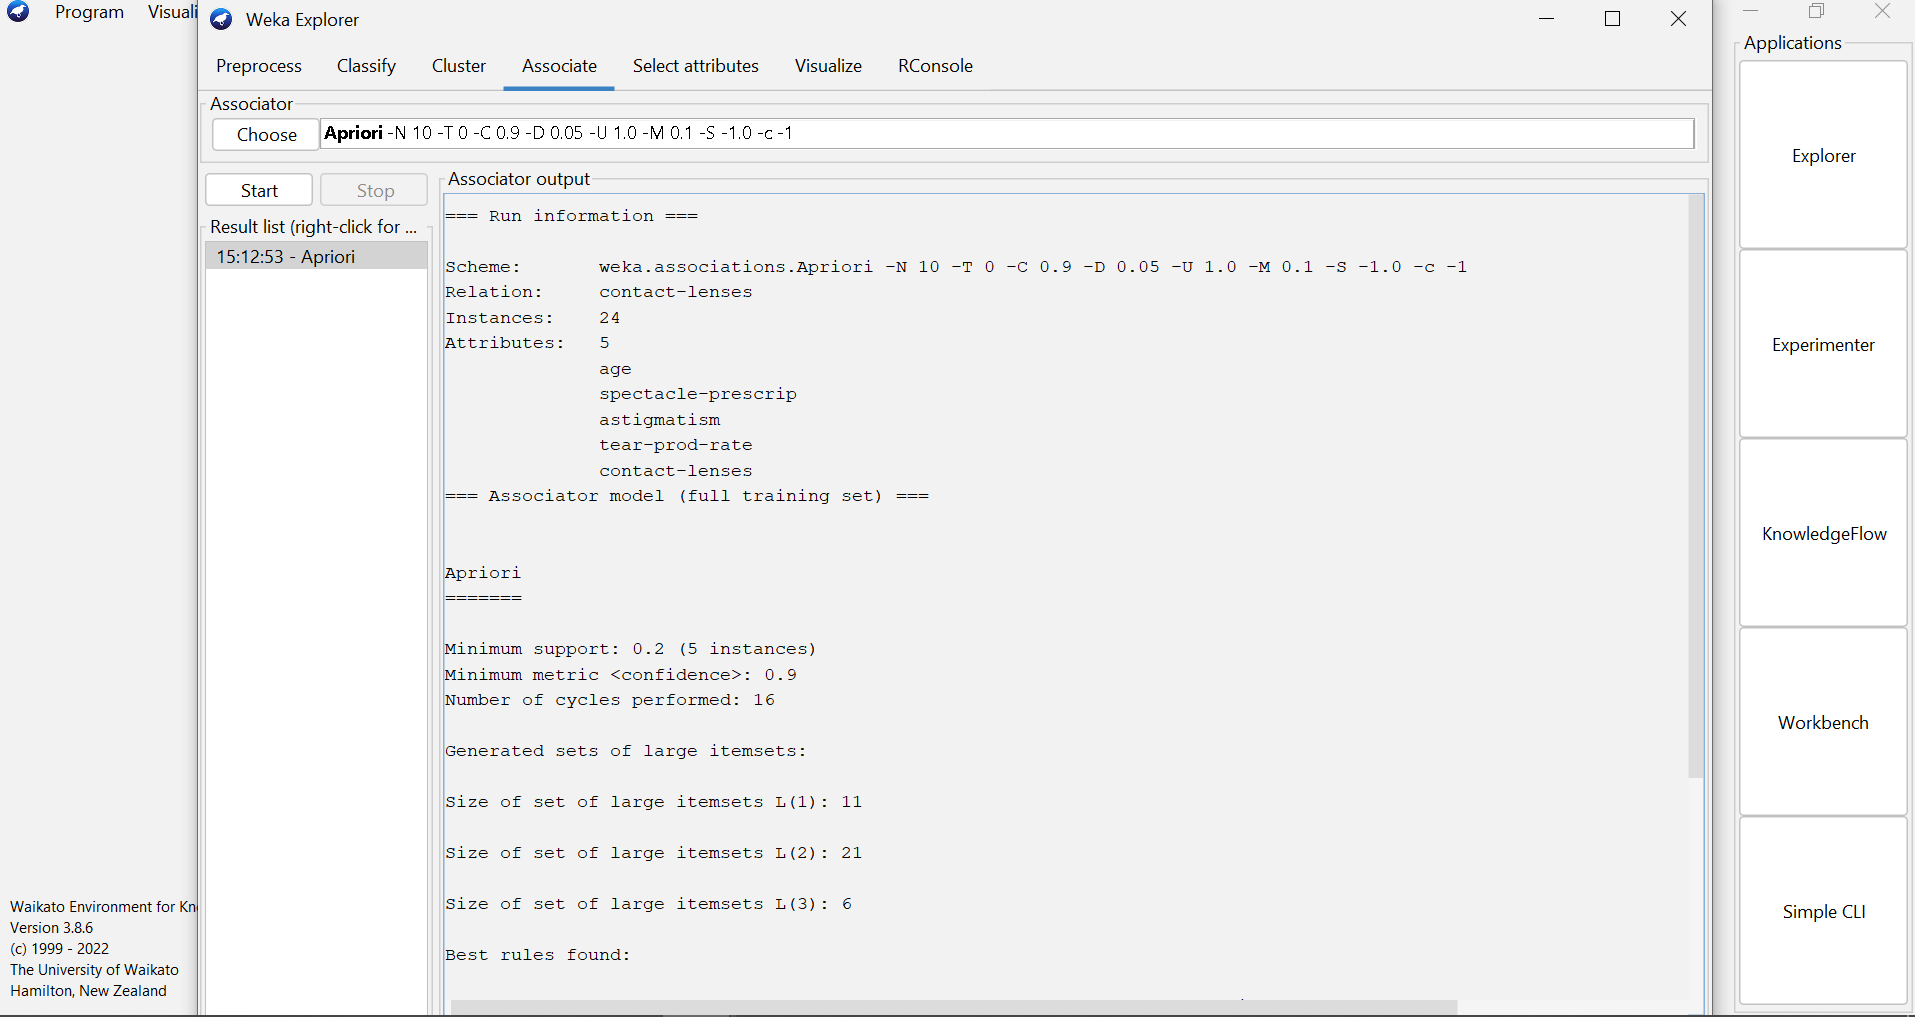 Program Visuali
Weka Explorer
Preprocess Classify Cluster Associate Select attributes Visualize RConsole
Associator
Choose Apriori -N 10 -T 0 -C 0.9 -D 0.05 -U 1.0 -M 0.1 -S -1.0 -c -1
Start Stop
Result list (right-click for ...
15:12:53 - Apriori
Associator output
=== Run information ===
Scheme: weka.associations.Apriori -N 10 -T 0 -C 0.9 -D 0.05 -U 1.0 -M 0.1 -S -1.0 -c -1
Relation: contact-lenses
Instances: 24
Attributes: 5
age
spectacle-prescrip
astigmatism
tear-prod-rate
contact-lenses
=== Associator model (full training set) ===
Apriori
=======
Minimum support: 0.2 (5 instances)
Minimum metric <confidence>: 0.9
Number of cycles performed: 16
Generated sets of large itemsets:
Size of set of large itemsets L(1): 11
Size of set of large itemsets L(2): 21
Size of set of large itemsets L(3): 6
Best rules found:
Applications
Explorer
Experimenter
KnowledgeFlow
Workbench
Simple CLI
Waikato Environment for Kn
Version 3.8.6
(c) 1999 - 2022
The University of Waikato
Hamilton, New Zealand